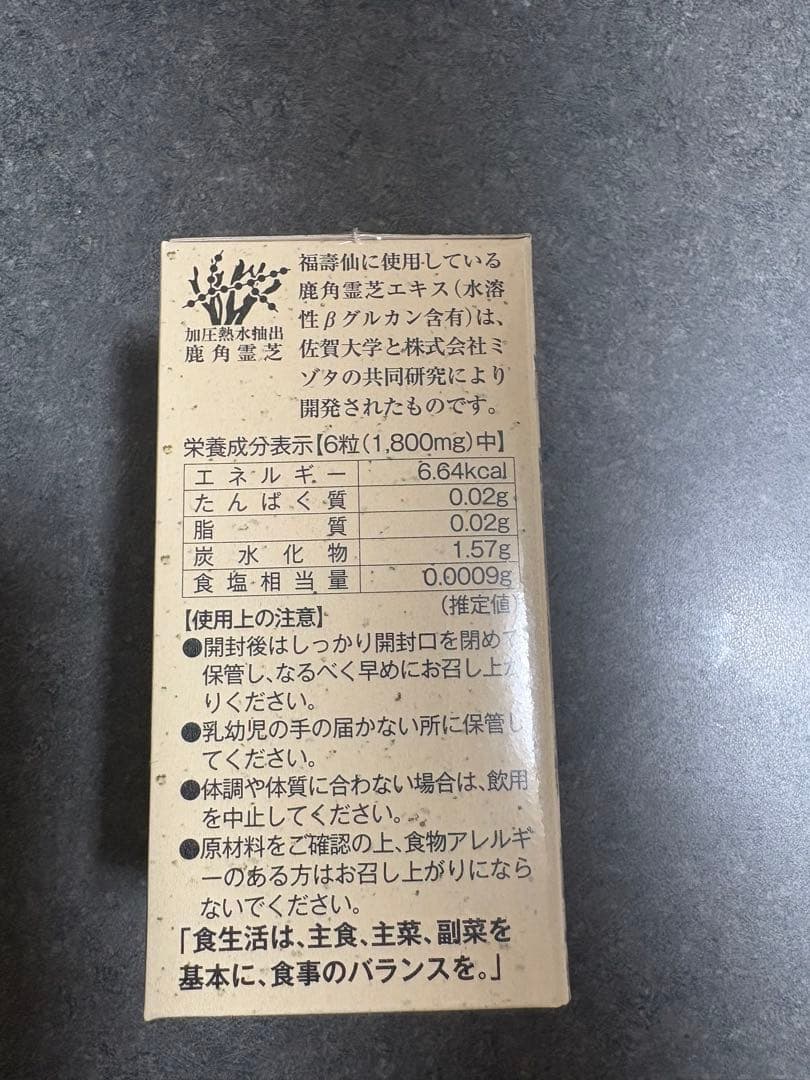 加圧熱水抽出
鹿角霊芝
福壽仙に使用している
鹿角霊芝エキス(水溶
性βグルカン含有)は、
佐賀大学と株式会社ミ
ゾタの共同研究により
開発されたものです。
栄養成分表示【6粒(1,800mg)中】
エネルギー 6.64kcal
たんぱく質 0.02g
脂質 0.02g
炭水化物 1.57g
食塩相当量 0.0009g
(推定値)
【使用上の注意】
●開封後はしっかり開封口を閉めて
保管し、なるべく早めにお召し上が
りください。
●乳幼児の手の届かない所に保管し
てください。
●体調や体質に合わない場合は、飲用
を中止してください。
●原材料をご確認の上、食物アレルギ
ーのある方はお召し上がりになら
ないでください。
「食生活は、主食、主菜、副菜を
基本に、食事のバランスを。」